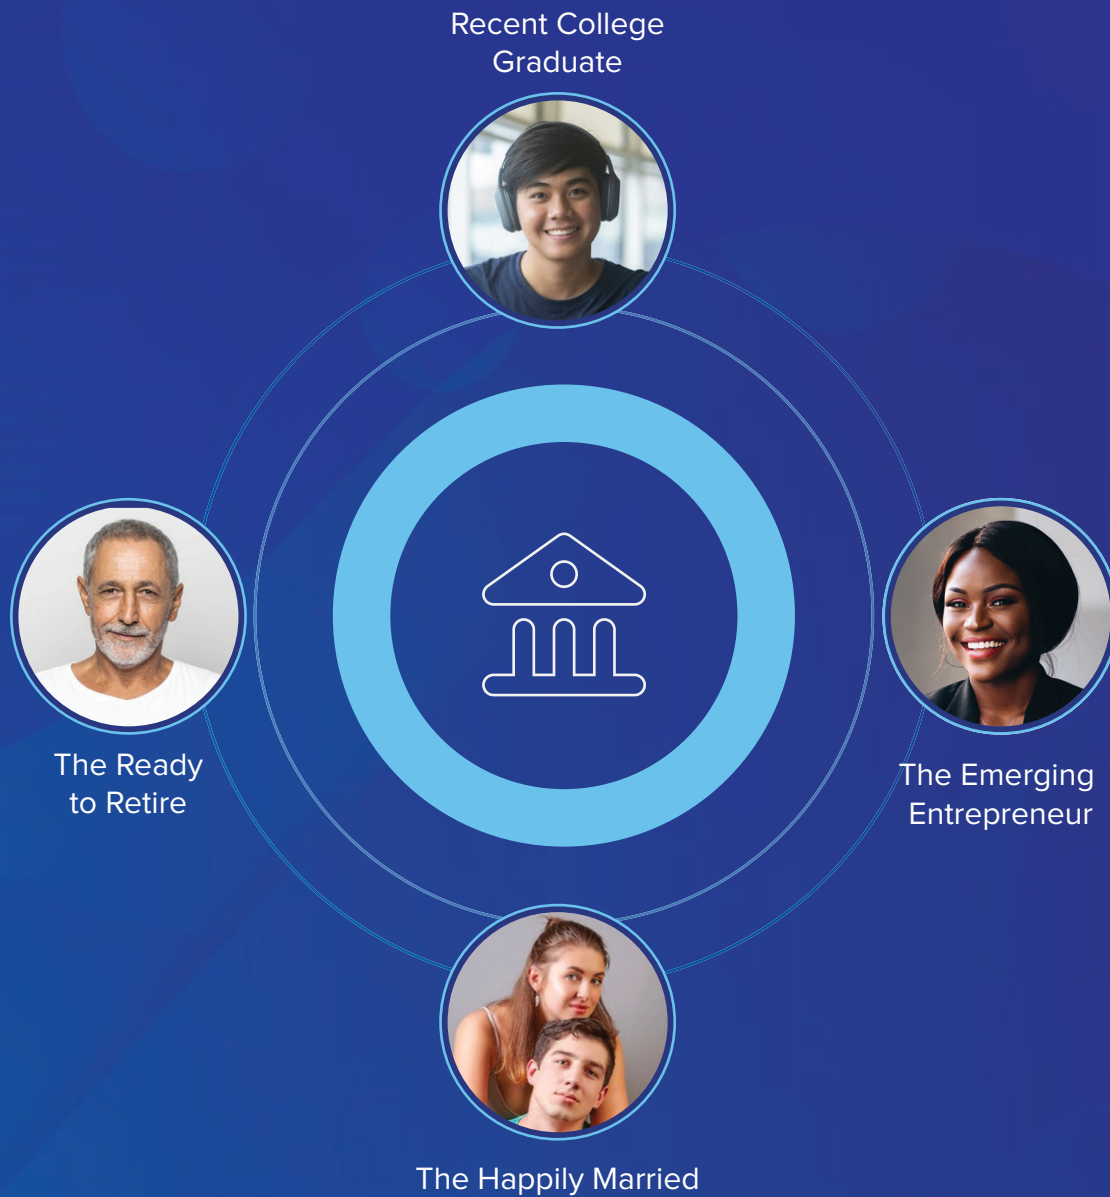 Recent College
Graduate
The Ready
to Retire
The Emerging
Entrepreneur
The Happily Married